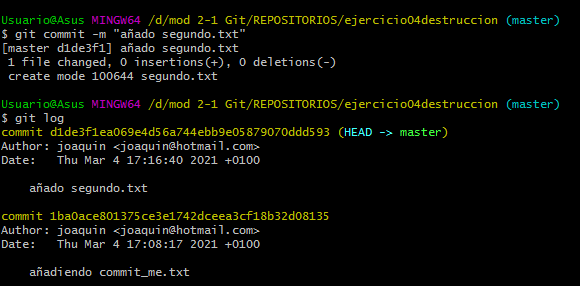 Usuario@Asus MINGW64 /d/mod 2-1 Git/REPOSITORIOS/ejercicio04destruccion (master)
$ git commit -m "añado segundo.txt"
[master d1de3f1] añado segundo.txt
 1 file changed, 0 insertions(+), 0 deletions(-)
 create mode 100644 segundo.txt

Usuario@Asus MINGW64 /d/mod 2-1 Git/REPOSITORIOS/ejercicio04destruccion (master)
$ git log
commit d1de3f1ea069e4d56a744ebb9e05879070ddd593 (HEAD -> master)
Author: joaquin <joaquin@hotmail.com>
Date:   Thu Mar 4 17:16:40 2021 +0100

    añado segundo.txt

commit 1ba0ace801375ce3e1742dceea3cf18b32d08135
Author: joaquin <joaquin@hotmail.com>
Date:   Thu Mar 4 17:08:17 2021 +0100

    añadiendo commit_me.txt